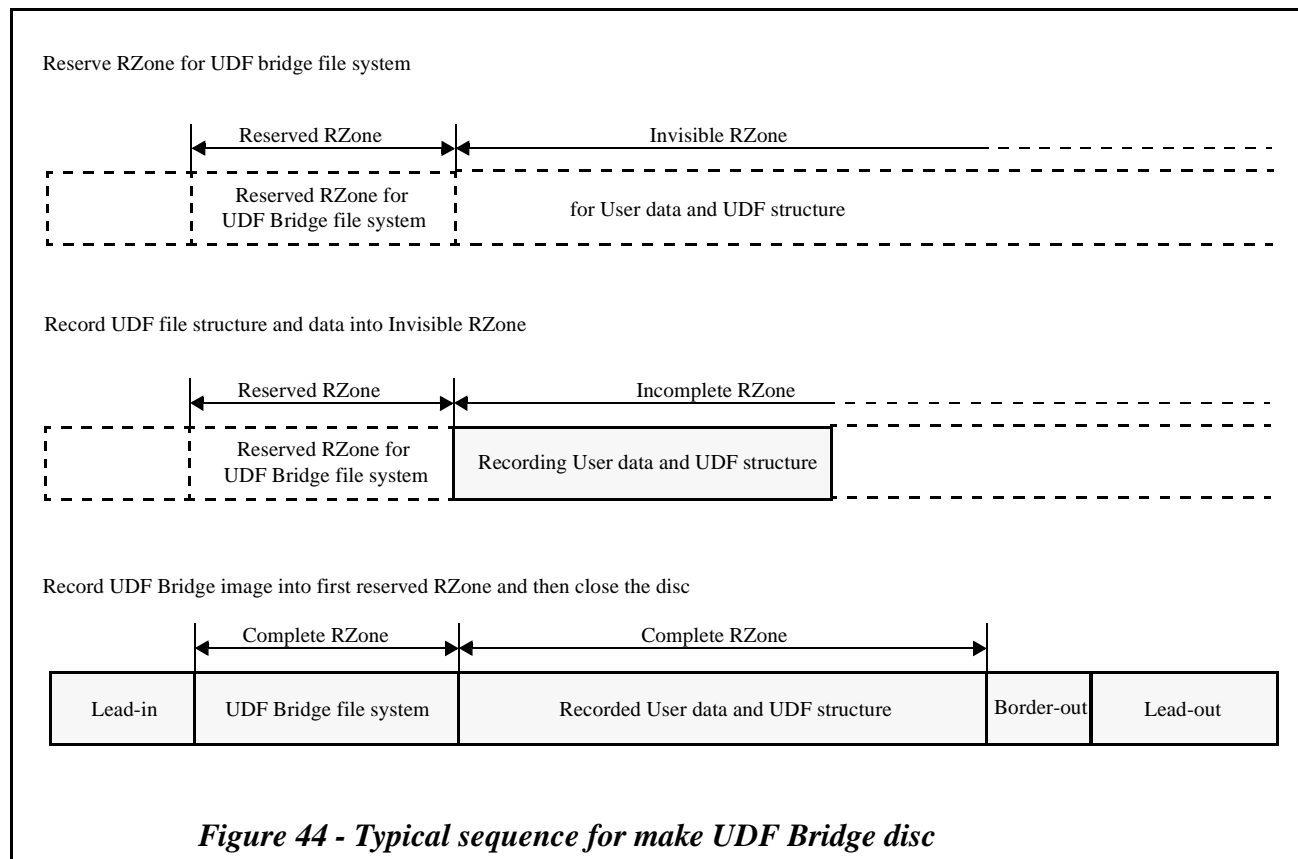 Reserve RZone for UDF bridge file system
Reserved RZone
Invisible RZone
Reserved RZone for
UDF Bridge file system
for User data and UDF structure
Record UDF file structure and data into Invisible RZone
Reserved RZone
Incomplete RZone
Reserved RZone for
UDF Bridge file system
Recording User data and UDF structure
Record UDF Bridge image into first reserved RZone and then close the disc
Complete RZone
Complete RZone
Lead-in
UDF Bridge file system
Recorded User data and UDF structure
Border-out
Lead-out
Figure 44 - Typical sequence for make UDF Bridge disc